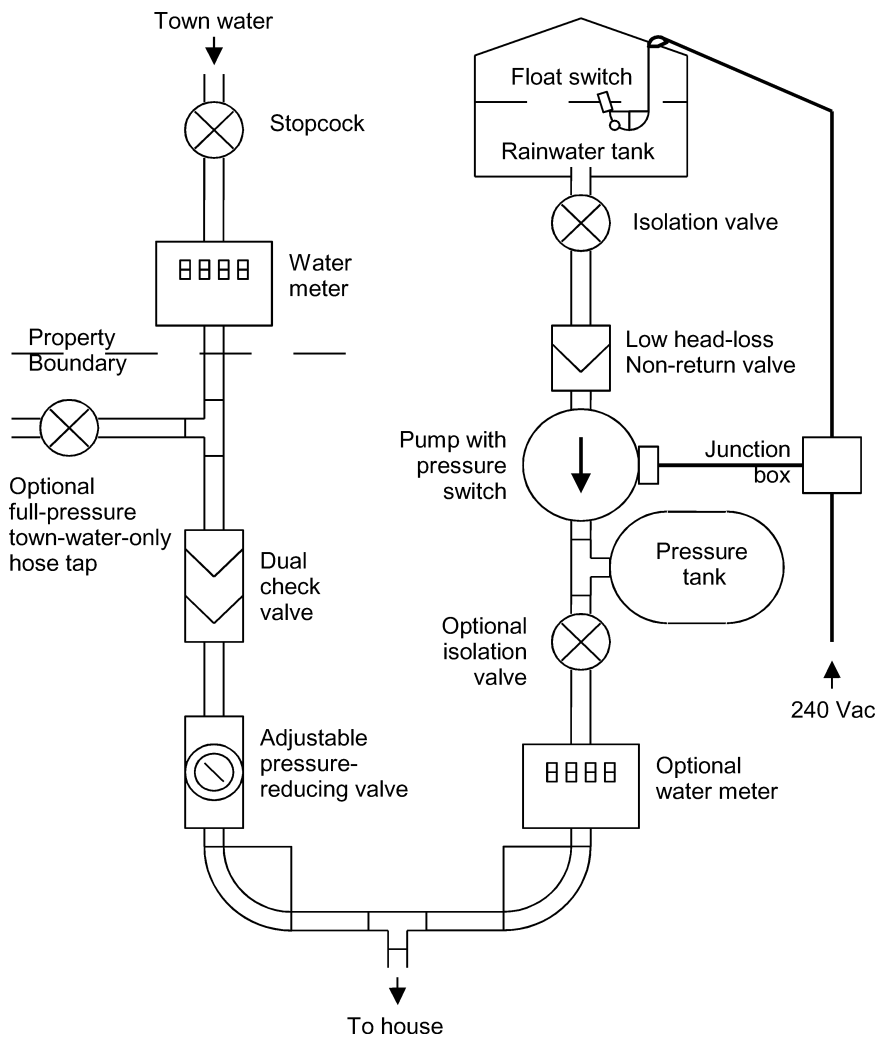 Town water
Stopcock
Water
meter
Property
Boundary
Optional
full-pressure
town-water-only
hose tap
Dual
check
valve
Adjustable
pressure-
reducing valve
Float switch
Rainwater tank
Isolation valve
Low head-loss
Non-return valve
Pump with
pressure
switch
Junction
box
Pressure
tank
Optional
isolation
valve
240 Vac
Optional
water meter
To house